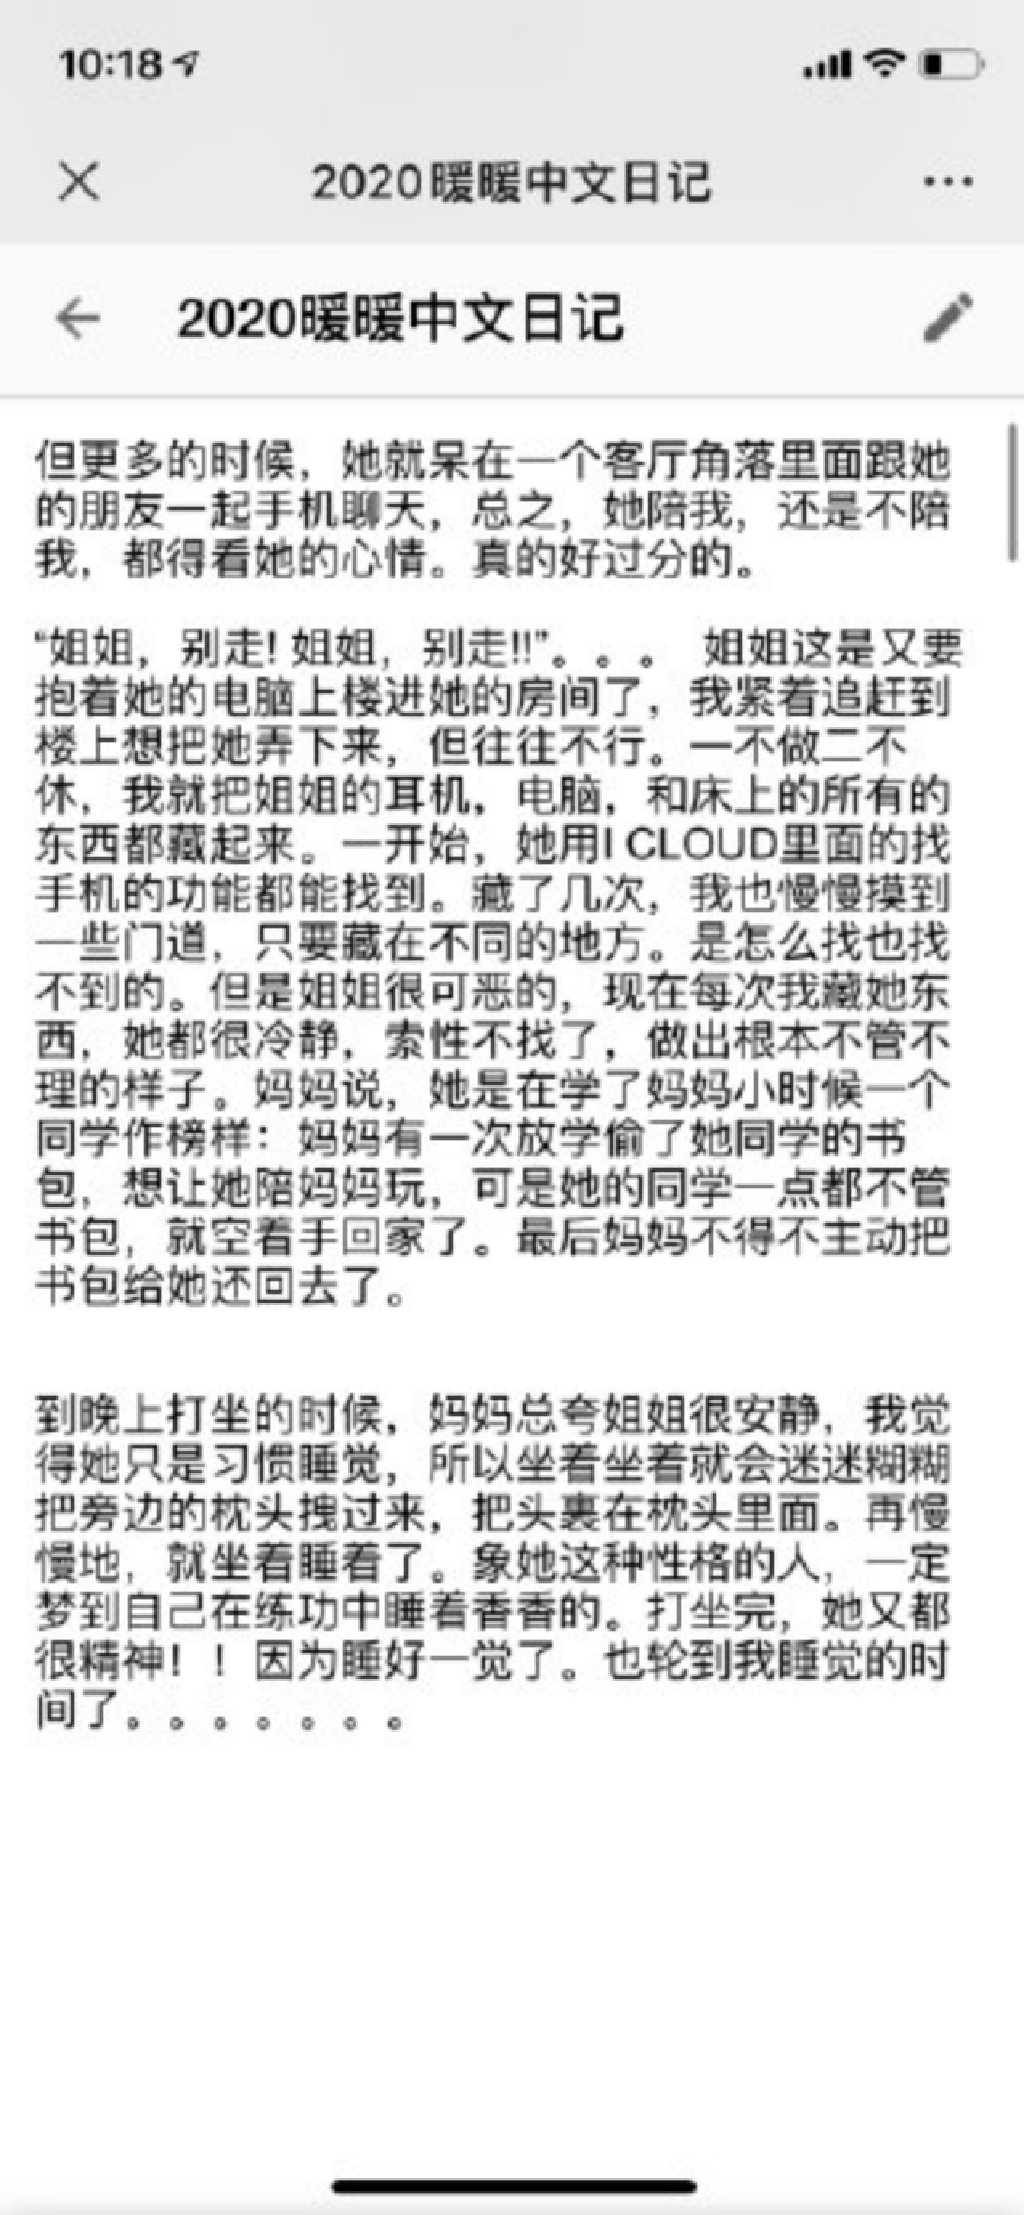 10:18
2020暖暖中文日记
2020暖暖中文日记
但更多的时候，她就呆在一个客厅角落里面跟她
的朋友一起手机聊天，总之，她陪我，还是不陪
我，都得看她的心情。真的好过分的。
“姐姐，别走! 姐姐，别走!!”。。。 姐姐这是又要
抱着她的电脑上楼进她的房间了，我紧着追赶到
楼上想把她弄下来，但往往不行。一不做二不
休，我就把姐姐的耳机，电脑，和床上的所有的
东西都藏起来。一开始，她用I CLOUD里面的找
手机的功能都能找到。藏了几次，我也慢慢摸到
一些门道，只要藏在不同的地方。是怎么找也找
不到的。但是姐姐很可恶的，现在每次我藏她东
西，她都很冷静，索性不找了，做出根本不管不
理的样子。妈妈说，她是在学了妈妈小时候一个
同学作榜样：妈妈有一次放学偷了她同学的书
包，想让她陪妈妈玩，可是她的同学一点都不管
书包，就空着手回家了。最后妈妈不得不主动把
书包给她还回去了。
到晚上打坐的时候，妈妈总夸姐姐很安静，我觉
得她只是习惯睡觉，所以坐着坐着就会迷迷糊糊
把旁边的枕头拽过来，把头裹在枕头里面。再慢
慢地，就坐着睡着了。象她这种性格的人，一定
梦到自己在练功中睡着香香的。打坐完，她又都
很精神！！因为睡好一觉了。也轮到我睡觉的时
间了。。。。。。。